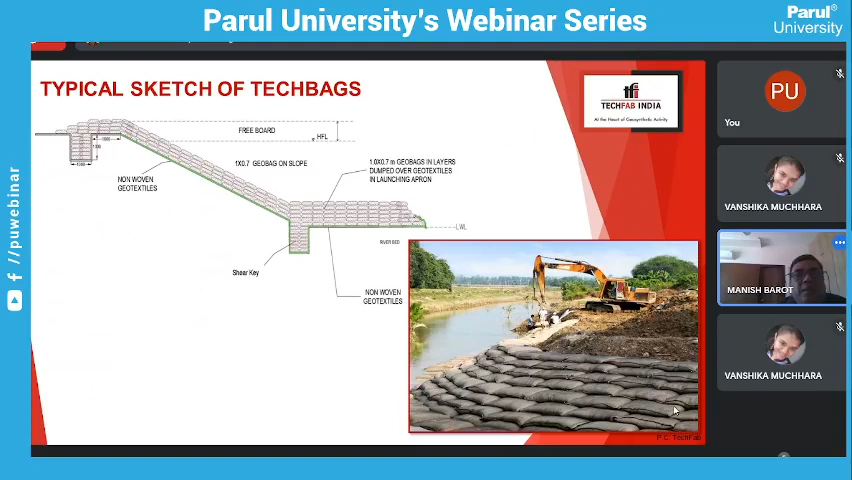 Parul University's Webinar Series
Parul®
University
/puwebinar
TYPICAL SKETCH OF TECHBAGS
TECHFAB INDIA
At the Heart of Geosynthetic Activity
FREE BOARD
HFL
1000
1000
NON WOVEN
GEOTEXTILES
1X0.7 GEOBAG ON SLOPE
1.0X0.7 m GEOBAGS IN LAYERS
DUMPED OVER GEOTEXTILES
IN LAUNCHING APRON
LWL
RIVER BED
Shear Key
NON WOVEN
GEOTEXTILES
P.C. TechFab
PU
You
VANSHIKA MUCHHARA
MANISH BAROT
VANSHIKA MUCHHARA